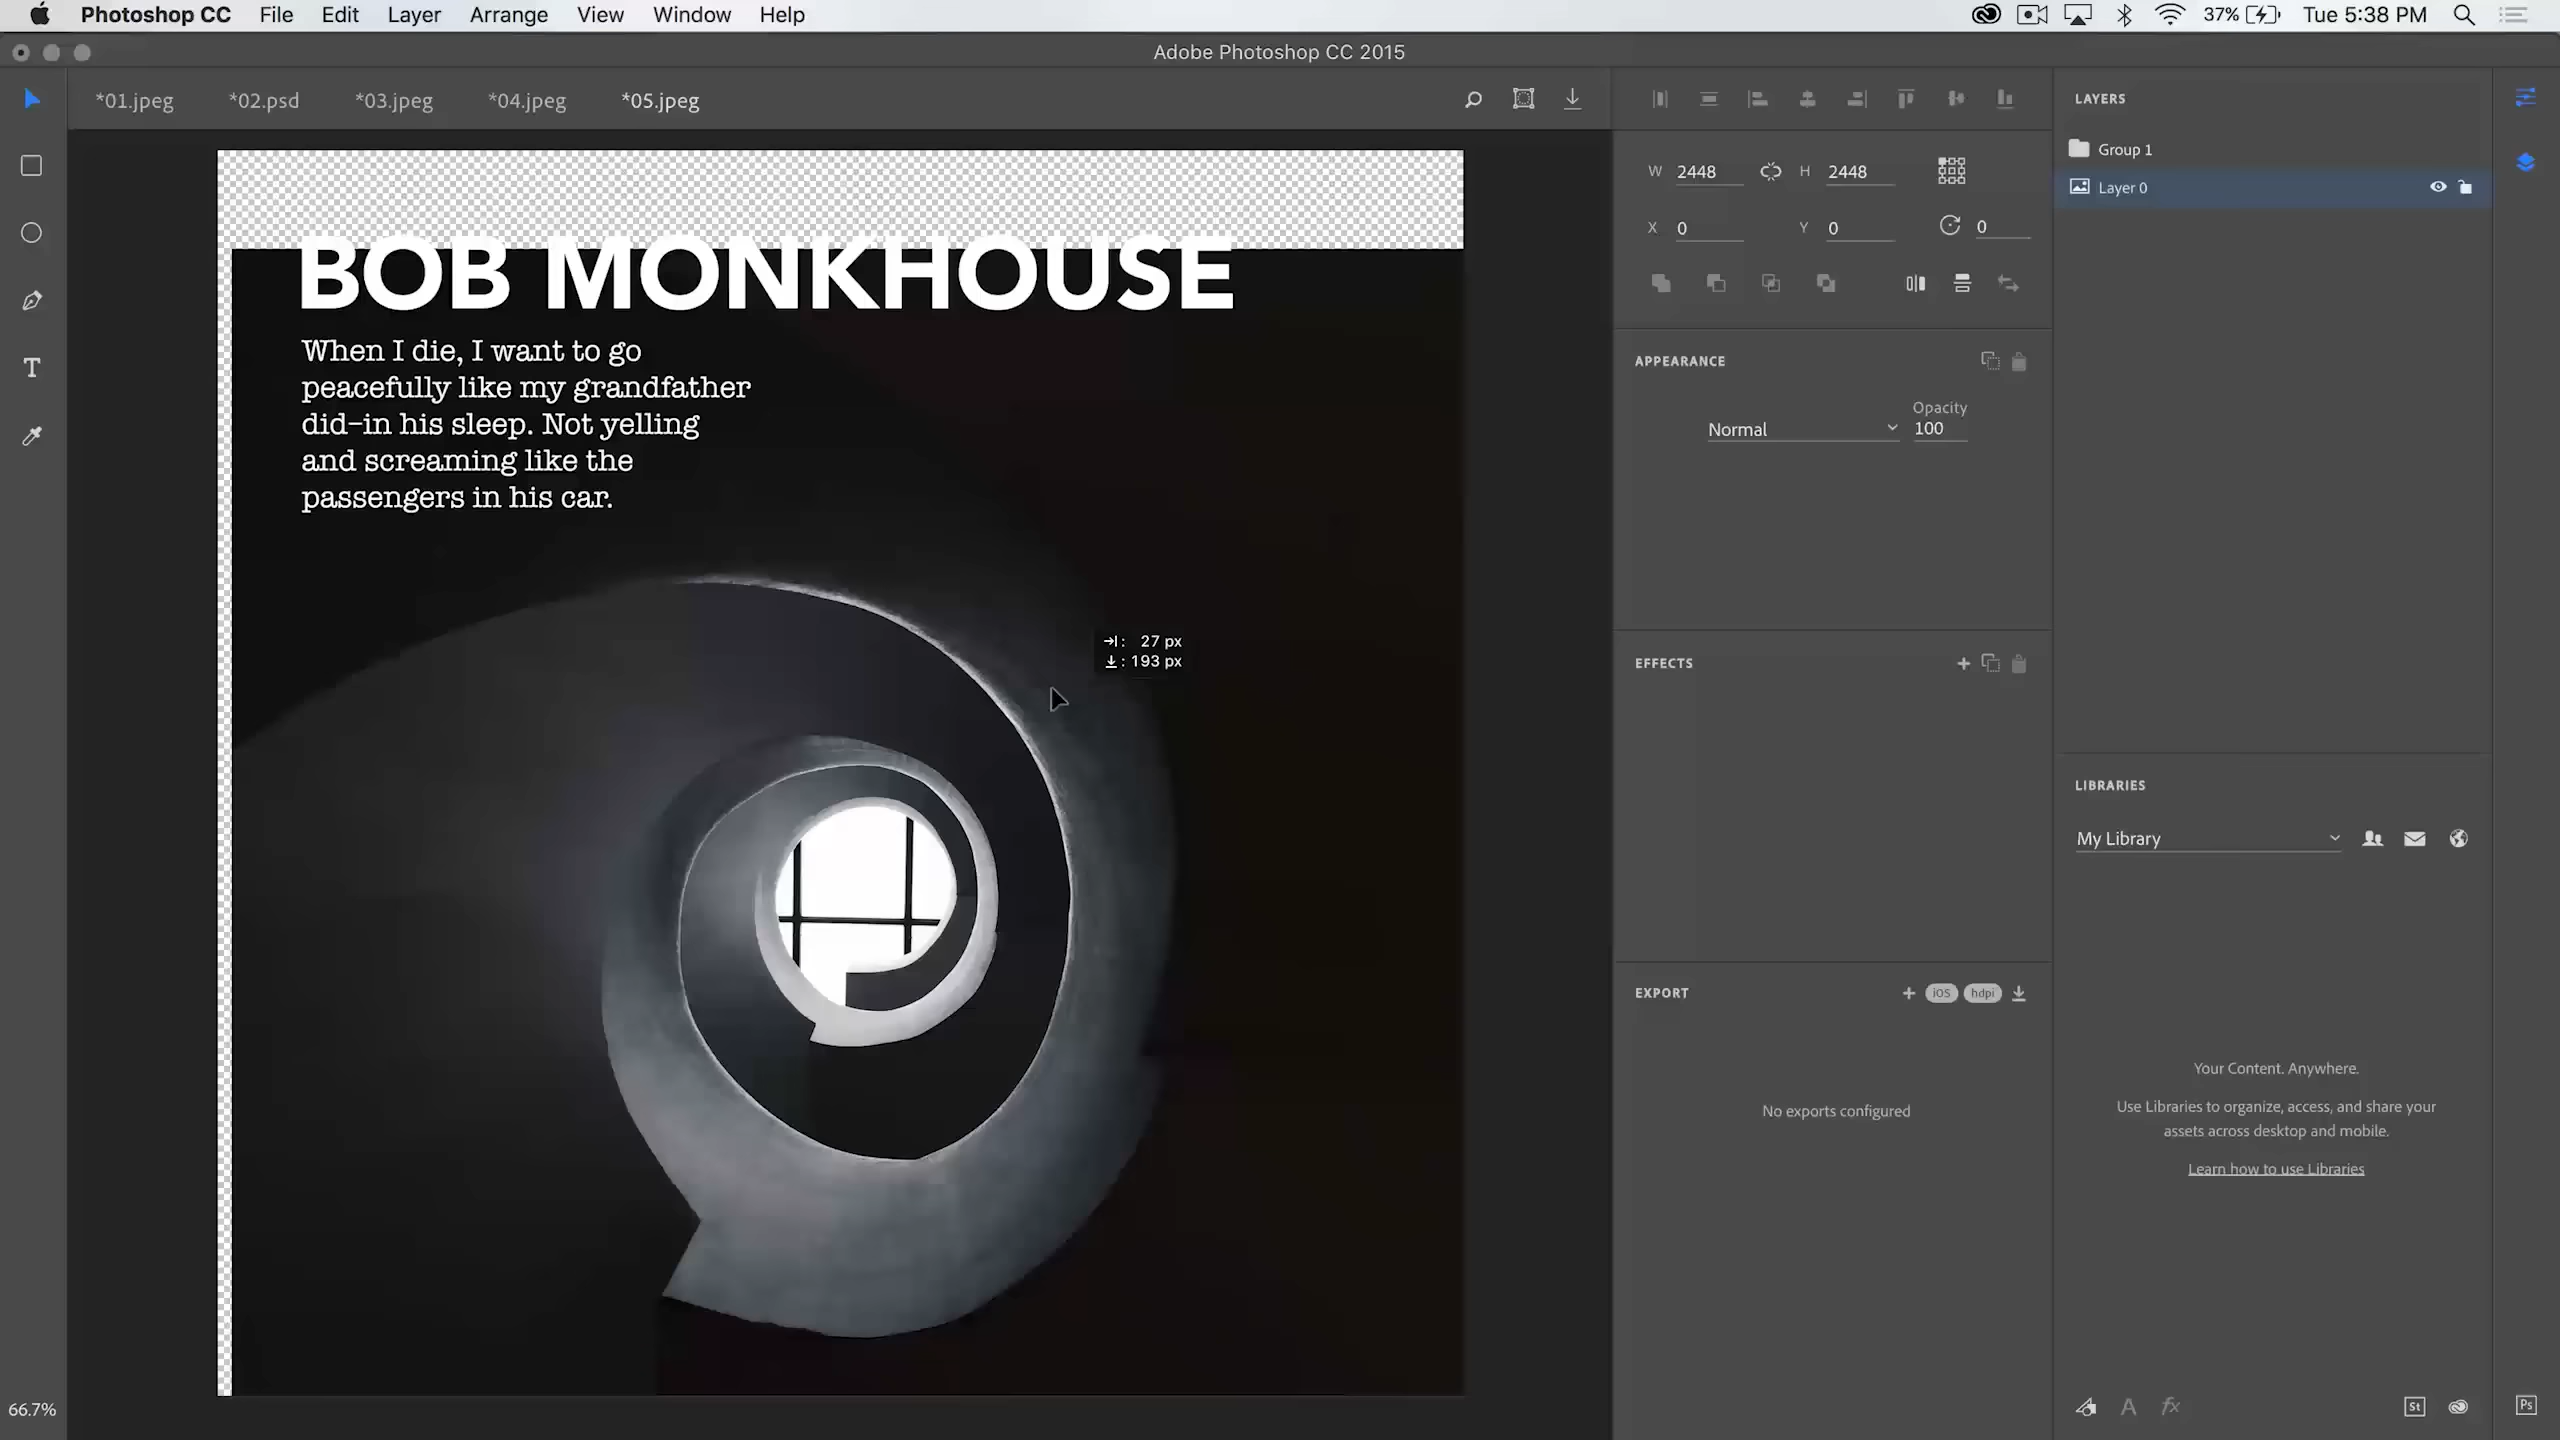 Photoshop CC File Edit Layer Arrange View Window Help
37% Tue 5:38 PM
Adobe Photoshop CC 2015
*01.jpeg *02.psd *03.jpeg *04.jpeg *05.jpeg
BOB MONKHOUSE
When I die, I want to go
peacefully like my grandfather
did–in his sleep. Not yelling
and screaming like the
passengers in his car.
27 px
193 px
66.7%
W 2448 H 2448
X 0 Y 0 0
APPEARANCE
Opacity
Normal 100
EFFECTS
EXPORT iOS hdpi
No exports configured
LAYERS
Group 1
Layer 0
LIBRARIES
My Library
Your Content. Anywhere.
Use Libraries to organize, access, and share your
assets across desktop and mobile.
Learn how to use Libraries
A fx St Ps
T